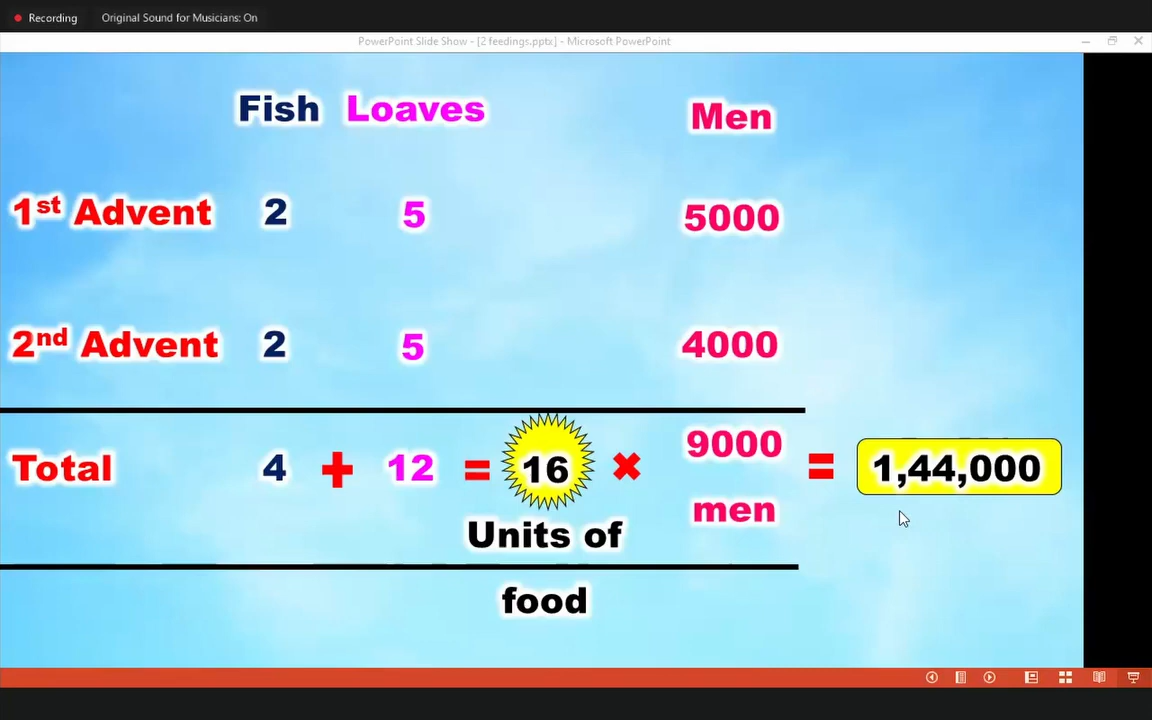 Recording Original Sound for Musicians: On
PowerPoint Slide Show - [2 feedings.pptx] - Microsoft PowerPoint
Fish Loaves Men
1st Advent 2 5 5000
2nd Advent 2 5 4000
Total 4 + 12 = 16 × 9000 = 1,44,000
men
Units of
food